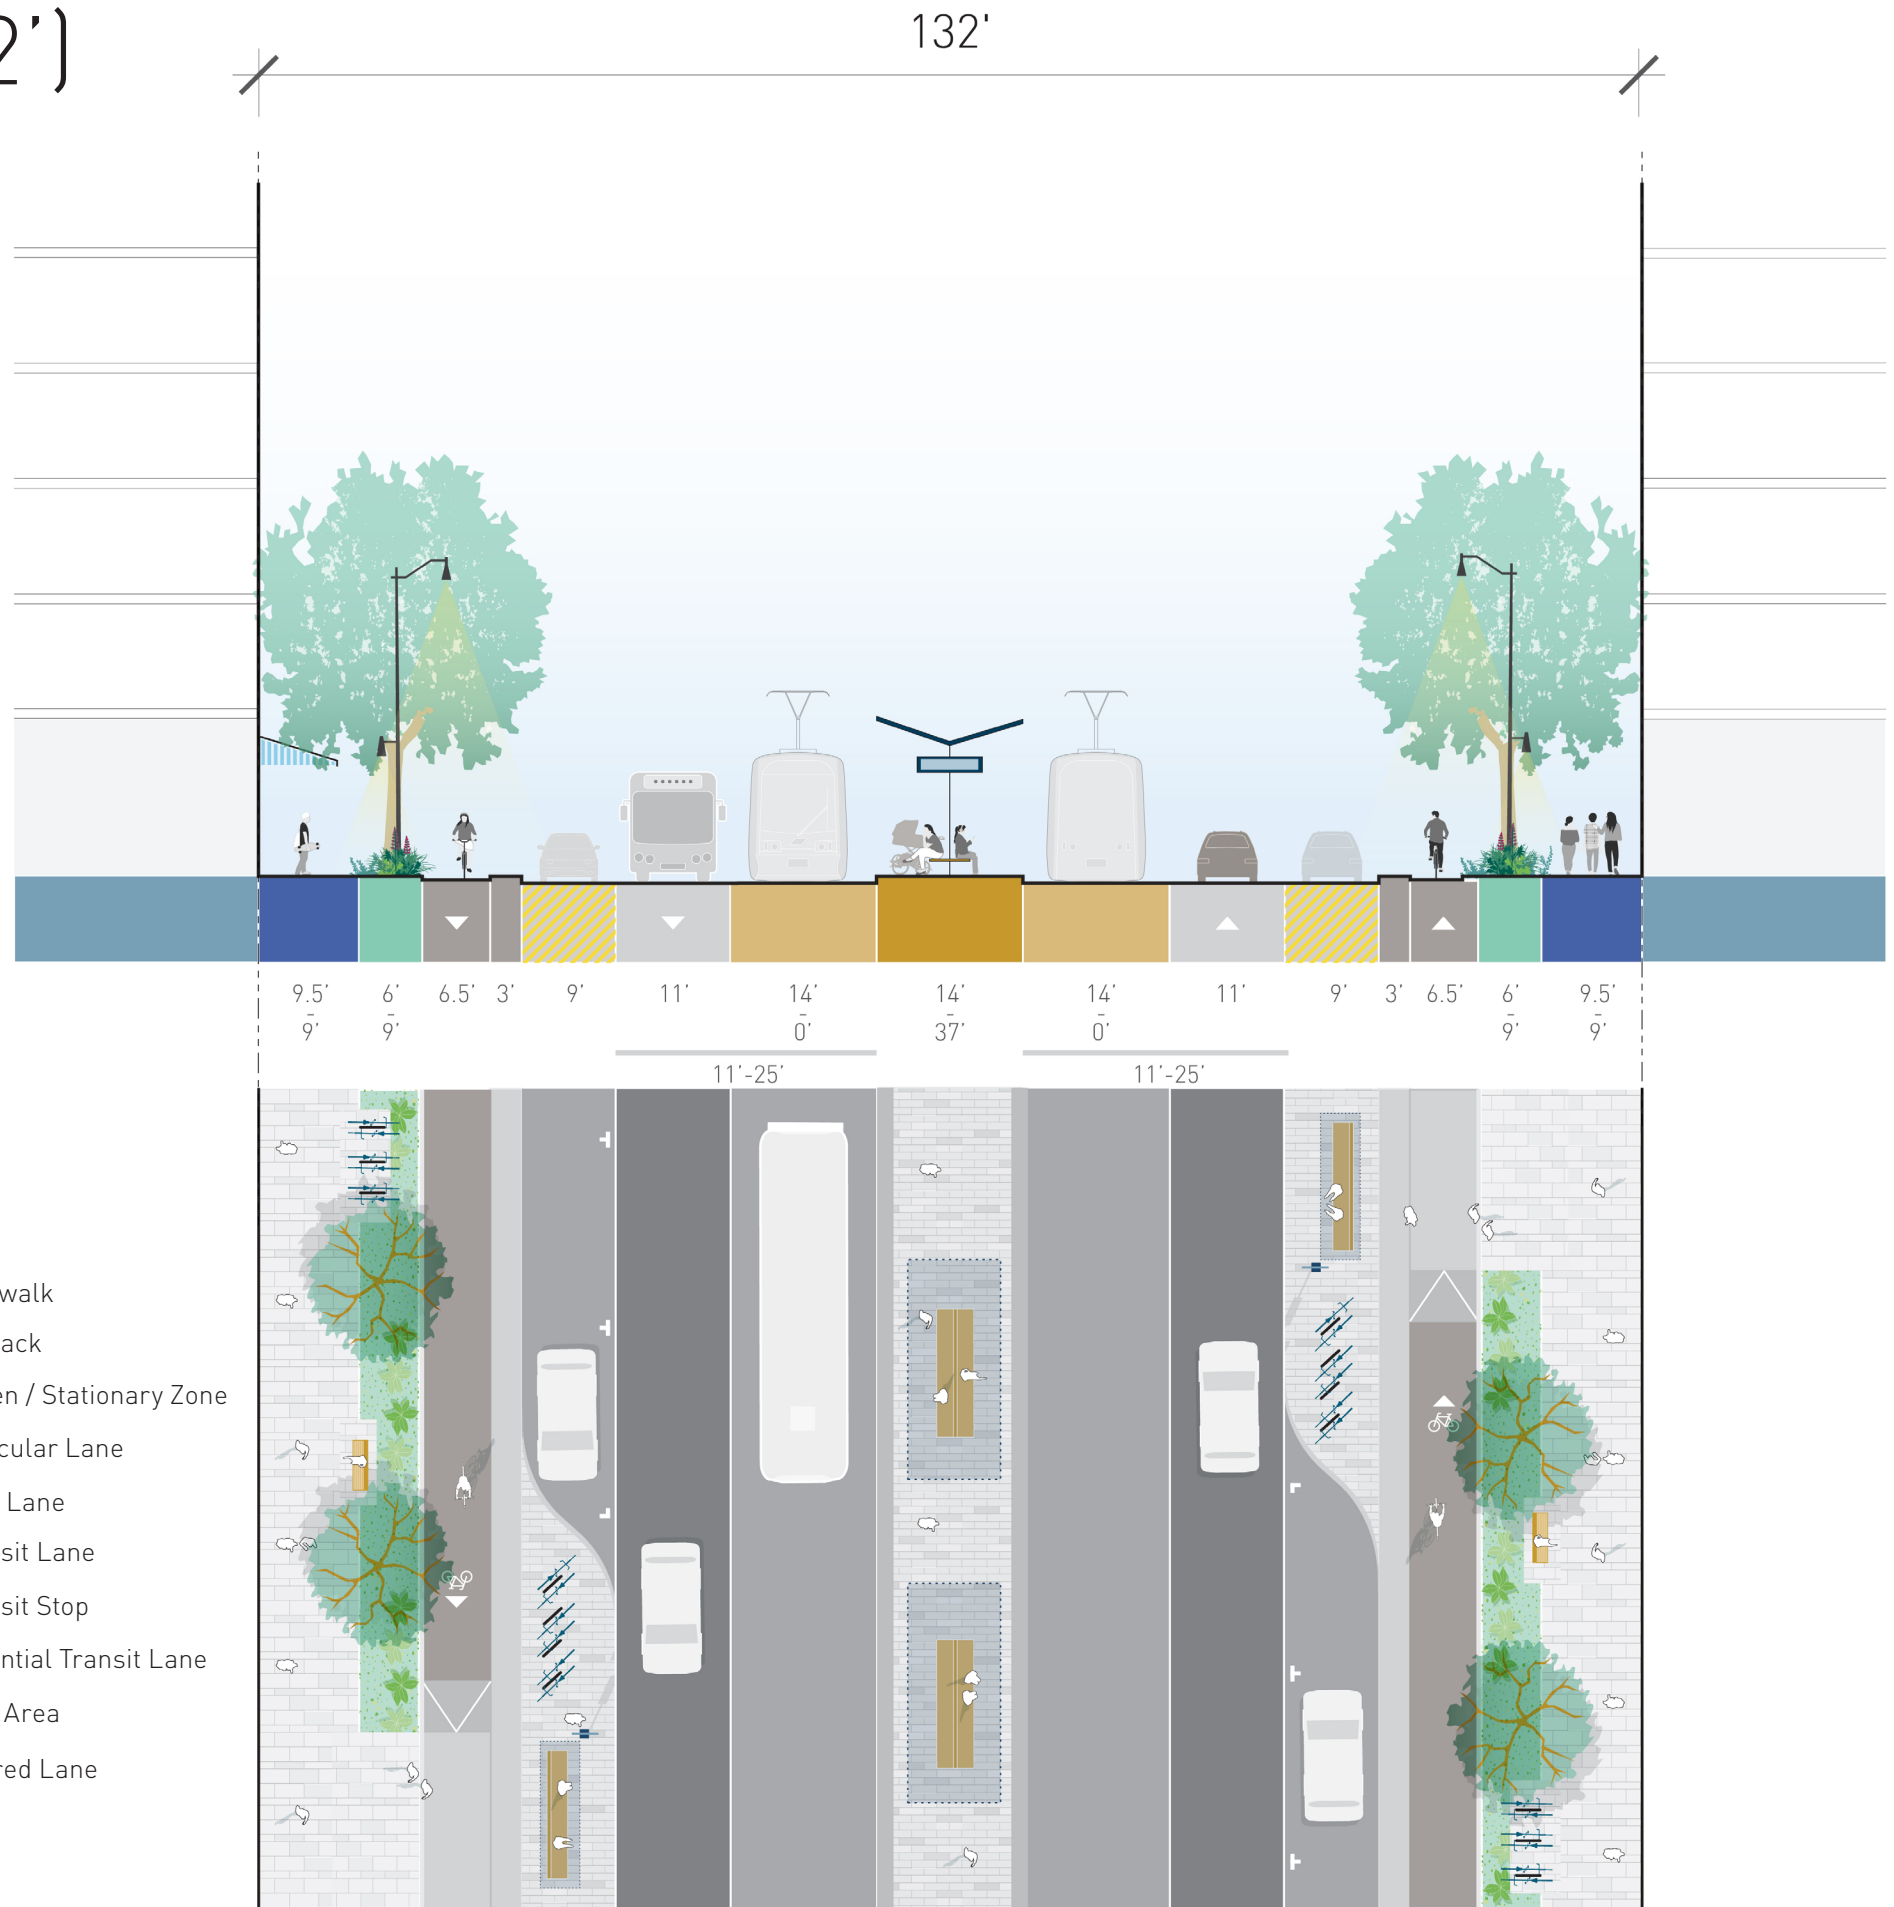 2')
132'
9.5' 6' 6.5' 3' 9' 11' 14' 14' 14' 11' 9' 3' 6.5' 6' 9.5'
- - - - - - -
9' 9' 0' 37' 0' 9' 9'
11'-25' 11'-25'
walk
ack
en / Stationary Zone
cular Lane
Lane
sit Lane
sit Stop
ntial Transit Lane
Area
red Lane